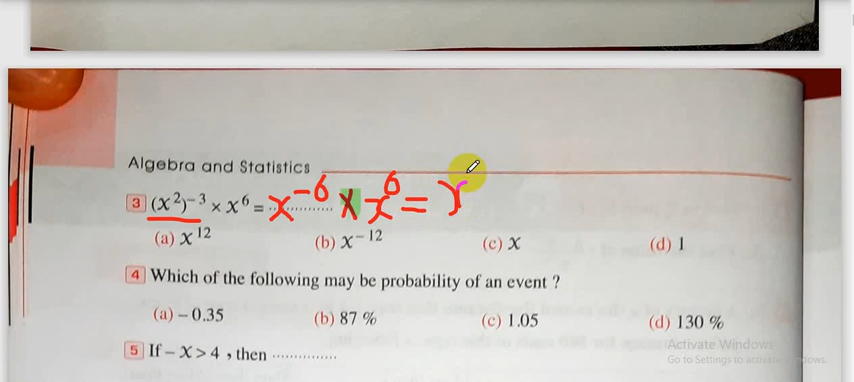 Algebra and Statistics
3 (x²)⁻³ × x⁶ = ............... x⁻⁶ × x⁶ = x
(a) x¹² (b) x⁻¹² (c) x (d) 1
4 Which of the following may be probability of an event ?
(a) – 0.35 (b) 87 % (c) 1.05 (d) 130 %
5 If – x > 4 , then ...............
Activate Windows
Go to Settings to activate Windows.